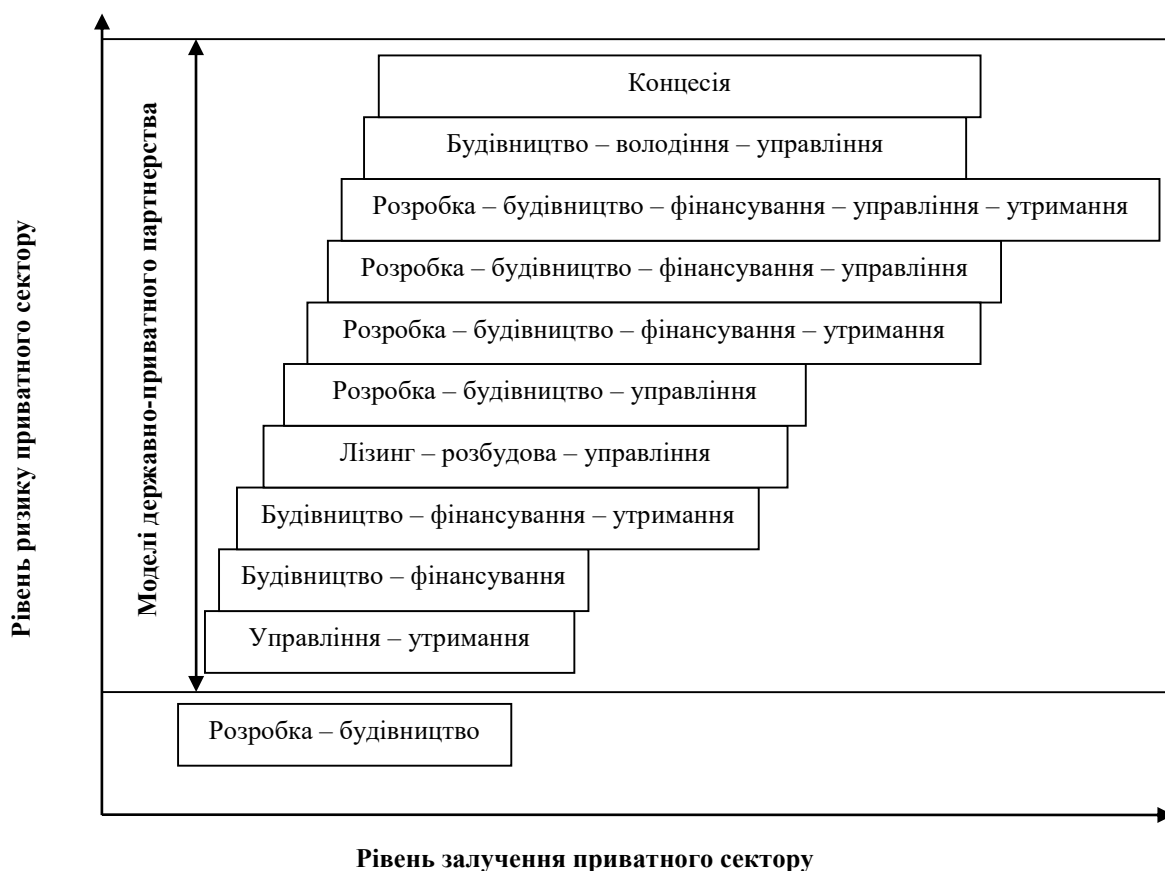 Рівень ризику приватного сектору
Моделі державно-приватного партнерства
Концесія
Будівництво – володіння – управління
Розробка – будівництво – фінансування – управління – утримання
Розробка – будівництво – фінансування – управління
Розробка – будівництво – фінансування – утримання
Розробка – будівництво – управління
Лізинг – розбудова – управління
Будівництво – фінансування – утримання
Будівництво – фінансування
Управління – утримання
Розробка – будівництво
Рівень залучення приватного сектору